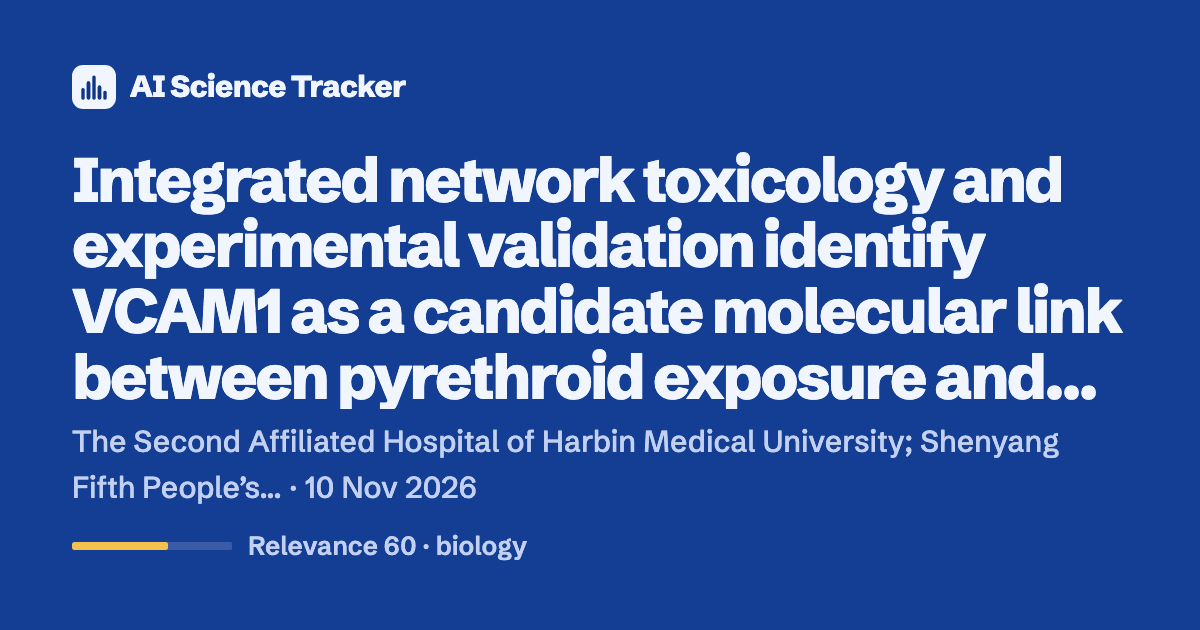 AI Science Tracker
Integrated network toxicology and
experimental validation identify
VCAM1 as a candidate molecular link
between pyrethroid exposure and...
The Second Affiliated Hospital of Harbin Medical University; Shenyang
Fifth People’s... · 10 Nov 2026
Relevance 60 · biology